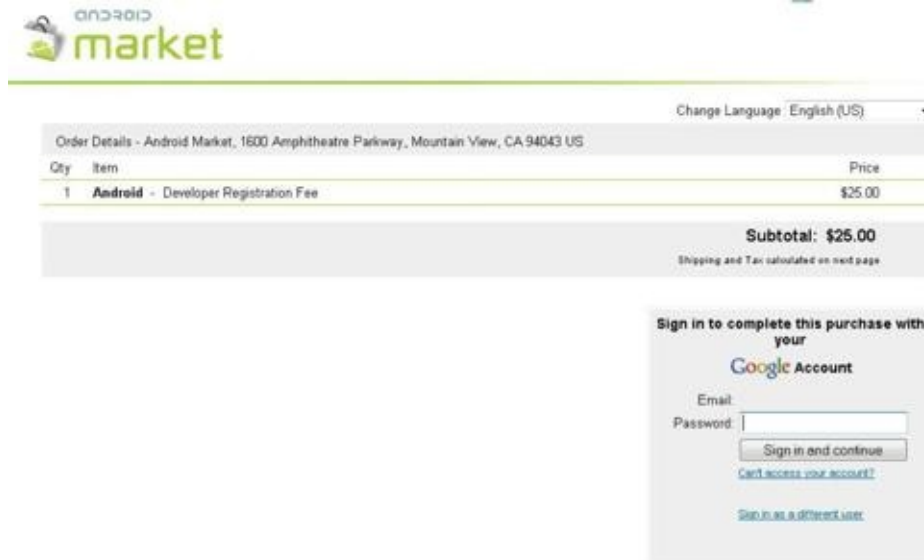 ANDROID
market
Change Language English (US)
Order Details - Android Market, 1600 Amphitheatre Parkway, Mountain View, CA 94043 US
Qty Item Price
1 Android - Developer Registration Fee $25.00
Subtotal: $25.00
Shipping and Tax calculated on next page
Sign in to complete this purchase with
your
Google Account
Email:
Password:
Sign in and continue
Can't access your account?
Sign in as a different user